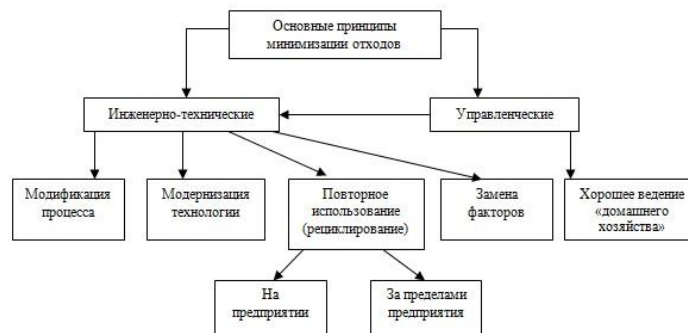 Основные принципы
минимизации отходов
Инженерно-технические
Управленческие
Модификация
процесса
Модернизация
технологии
Повторное
использование
(рециклирование)
Замена
факторов
Хорошее ведение
«домашнего
хозяйства»
На
предприятии
За пределами
предприятия